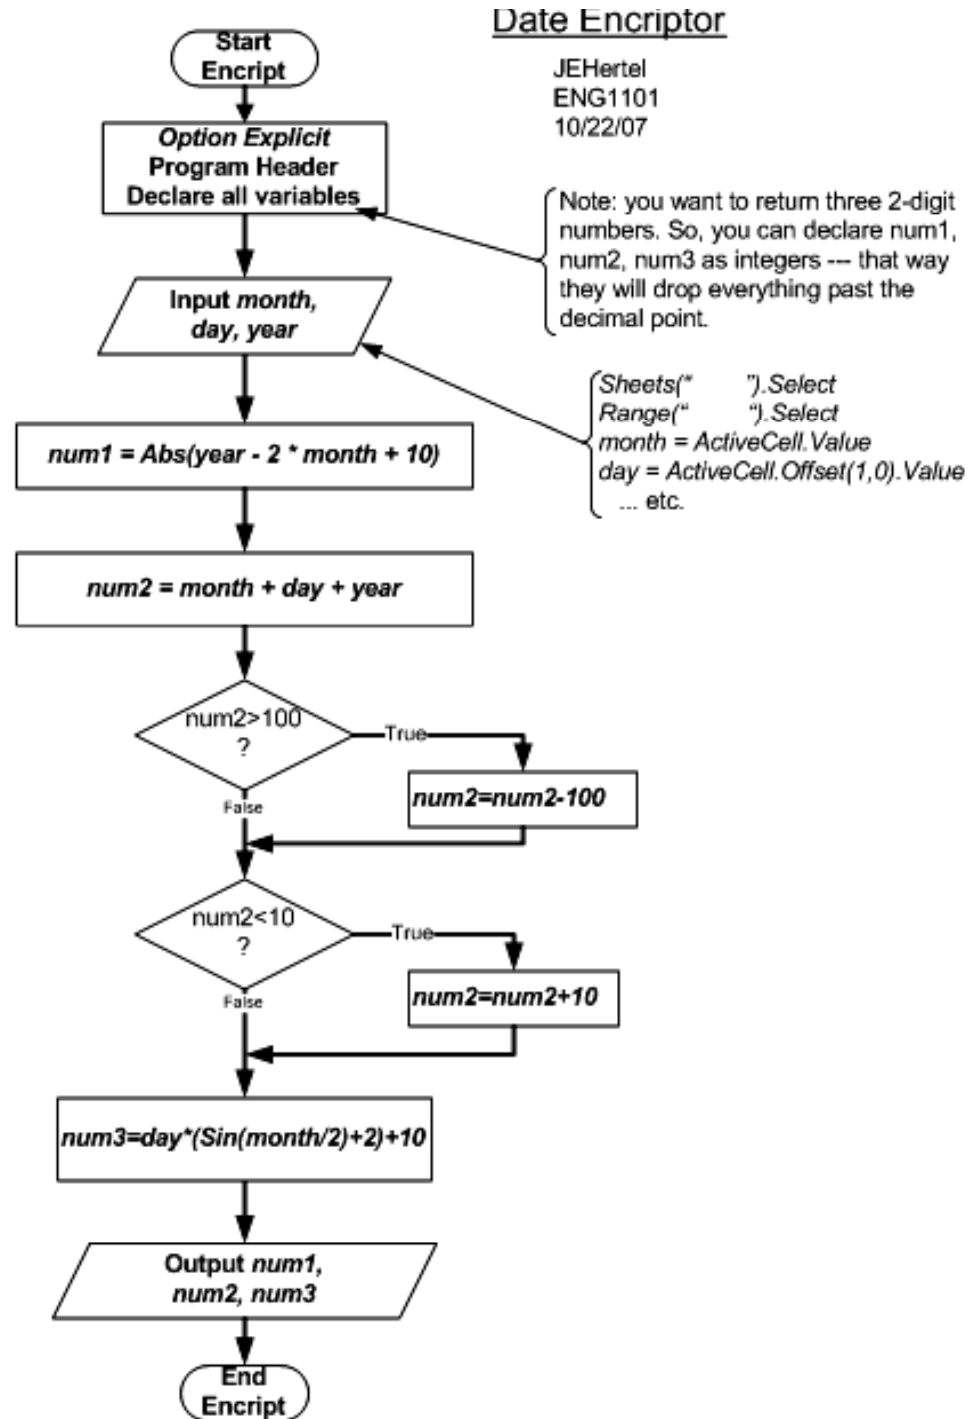 Date Encriptor
JEHertel
ENG1101
10/22/07
Start
Encript
Option Explicit
Program Header
Declare all variables
Note: you want to return three 2-digit
numbers. So, you can declare num1,
num2, num3 as integers --- that way
they will drop everything past the
decimal point.
Input month,
day, year
Sheets(“ ”).Select
Range(“ “).Select
month = ActiveCell.Value
day = ActiveCell.Offset(1,0).Value
... etc.
num1 = Abs(year - 2 * month + 10)
num2 = month + day + year
num2>100
?
True
num2=num2-100
False
num2<10
?
True
num2=num2+10
False
num3=day*(Sin(month/2)+2)+10
Output num1,
num2, num3
End
Encript